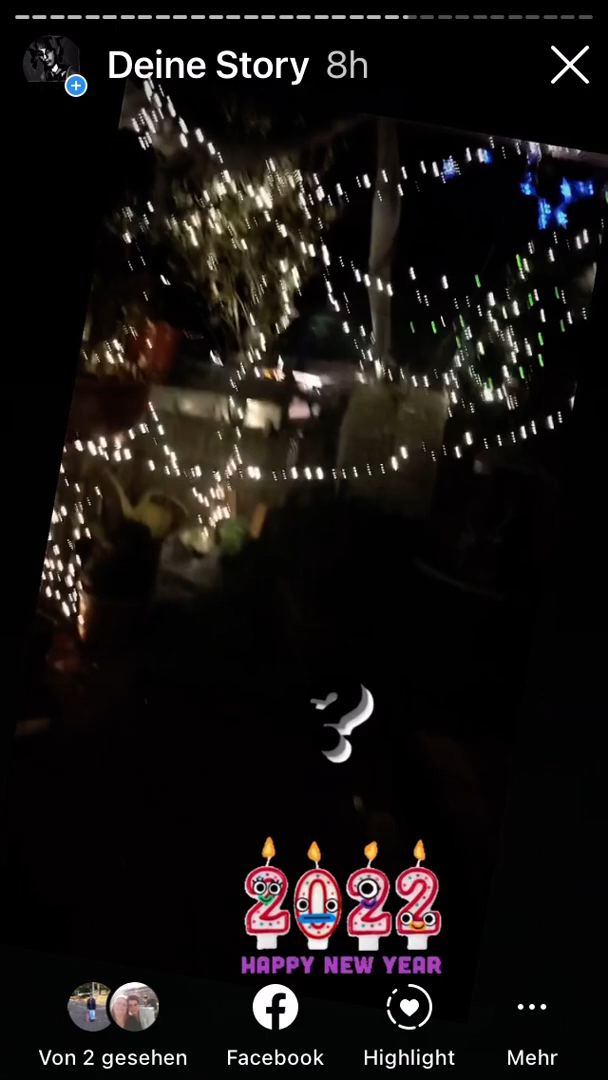 Deine Story 8h
?
2022
HAPPY NEW YEAR
Von 2 gesehen Facebook Highlight Mehr